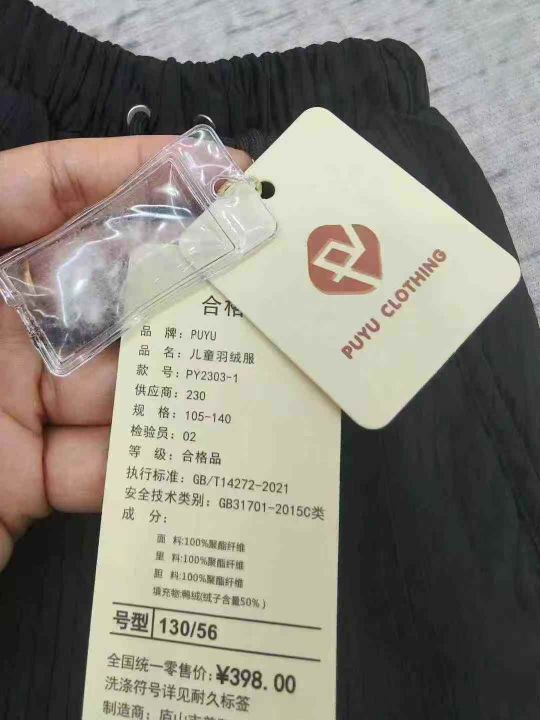 PUYU CLOTHING
合格
品 牌: PUYU
品 名: 儿童羽绒服
款 号: PY2303-1
供应商: 230
规 格: 105-140
检验员: 02
等 级: 合格品
执行标准: GB/T14272-2021
安全技术类别: GB31701-2015C类
成 分:
面 料:100%聚酯纤维
里 料:100%聚酯纤维
胆 料:100%聚酯纤维
填充物:鸭绒(绒子含量50%)
号型 130/56
全国统一零售价: ¥398.00
洗涤符号详见耐久标签
制造商: 庐山市